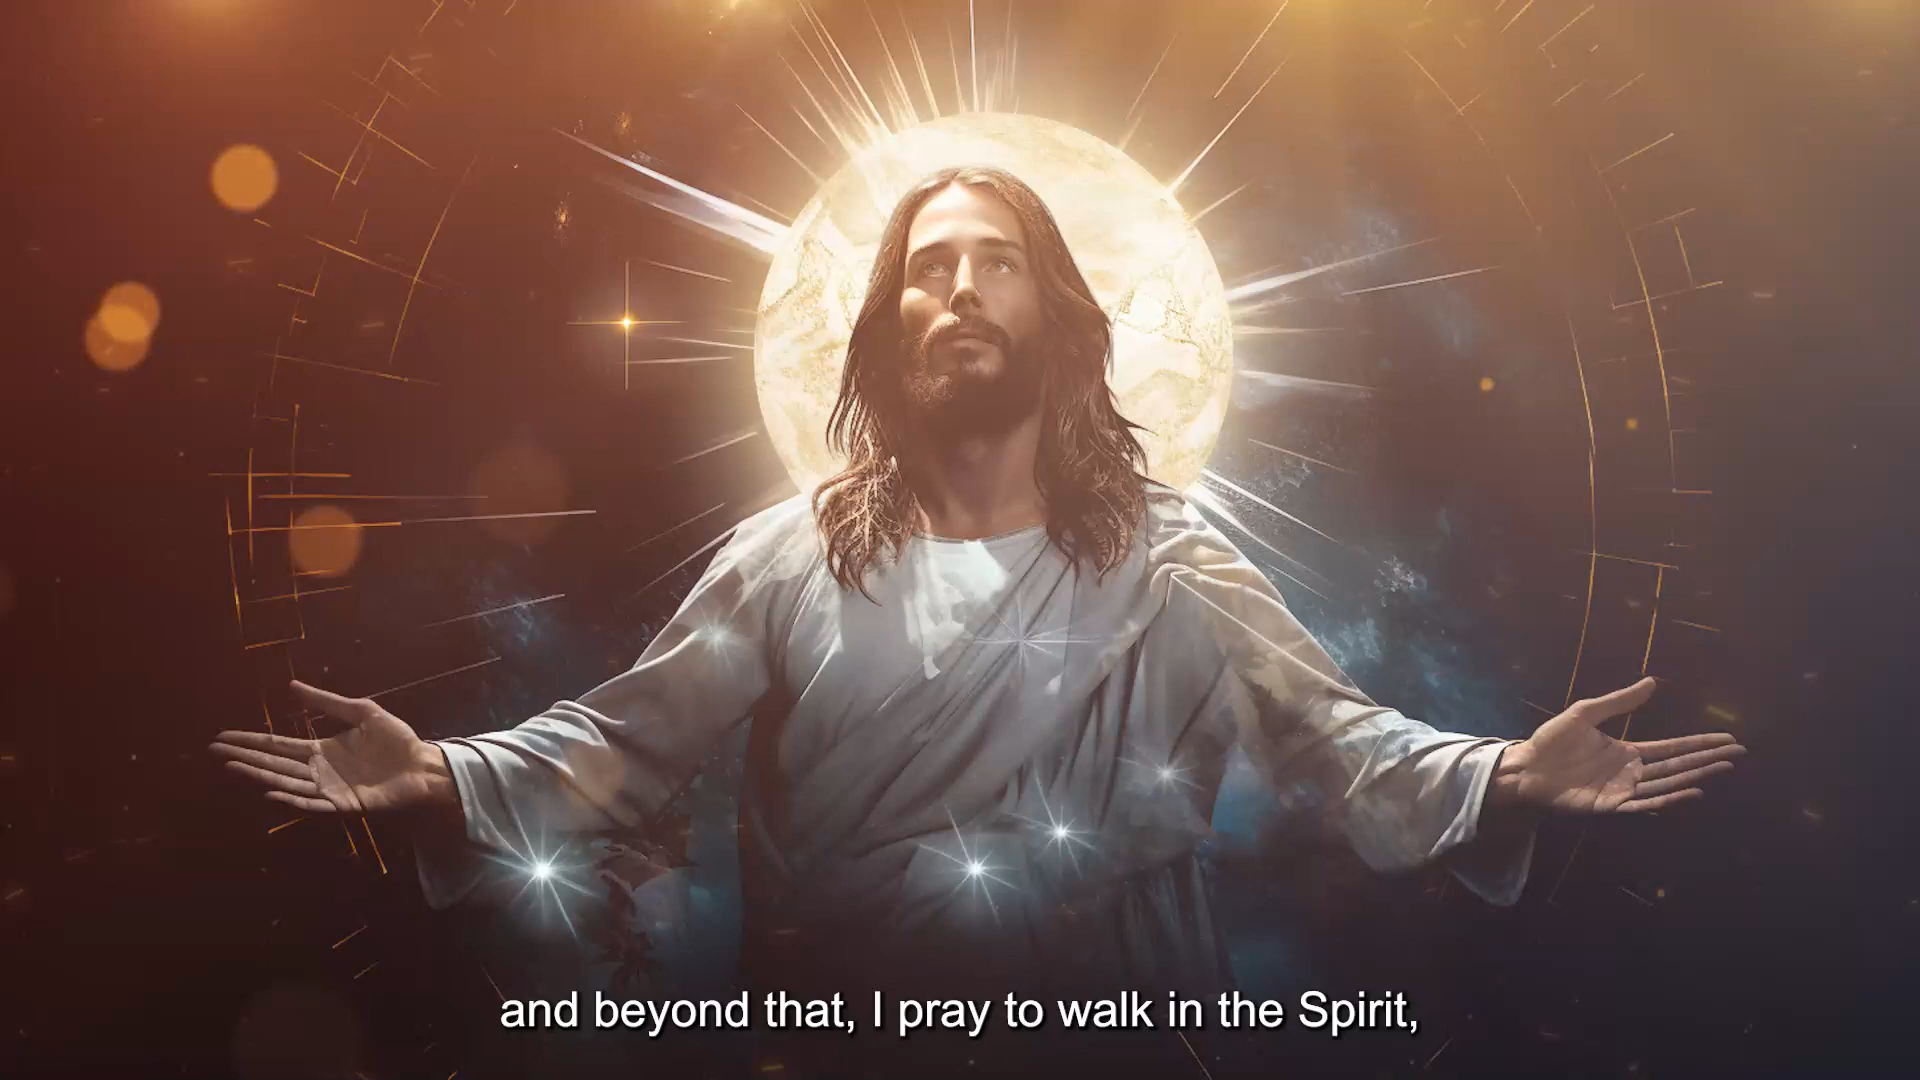 and beyond that, I pray to walk in the Spirit,